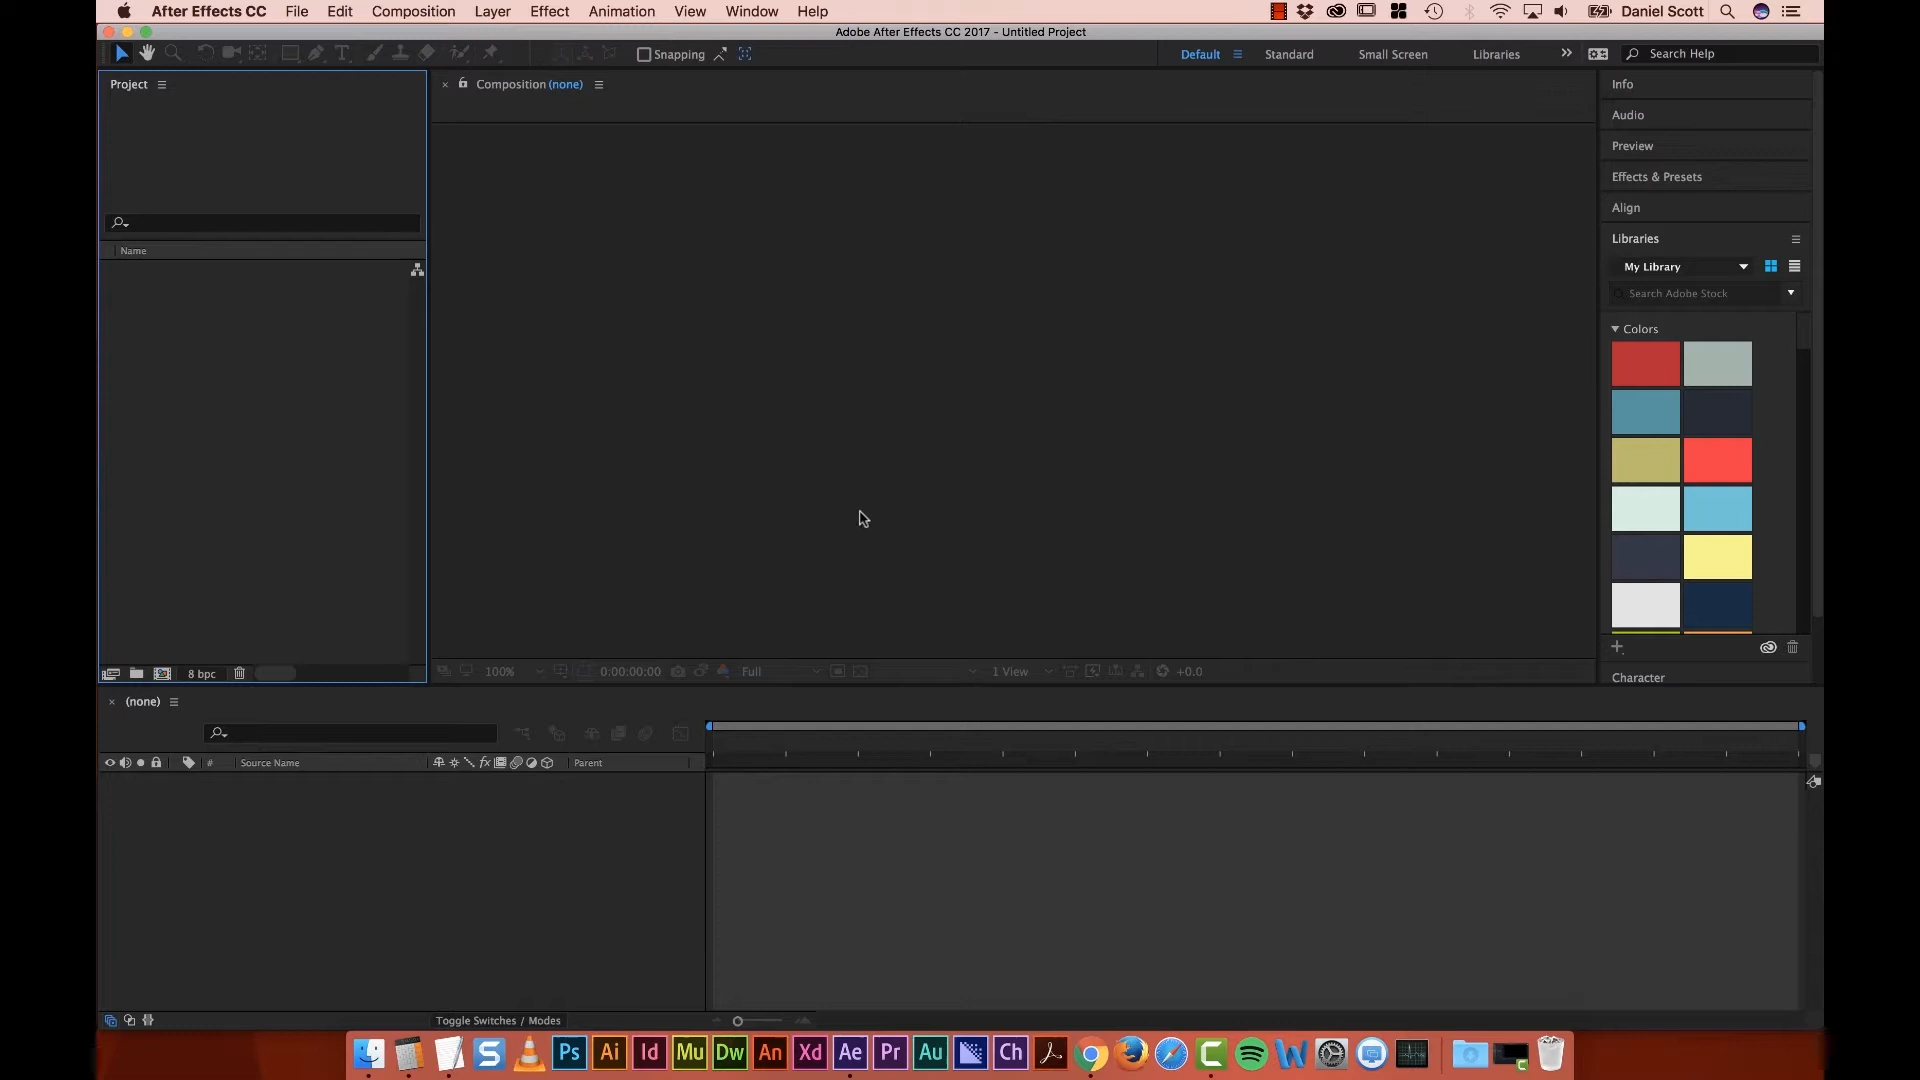 After Effects CC File Edit Composition Layer Effect Animation View Window Help Daniel Scott
Adobe After Effects CC 2017 - Untitled Project
Snapping Default Standard Small Screen Libraries Search Help
Project Composition (none) Info
Audio
Preview
Effects & Presets
Align
Libraries
Name
My Library
Search Adobe Stock
Colors
8 bpc 100% 0:00:00:00 Full 1 View +0.0
Character
(none)
# Source Name fx Parent
Toggle Switches / Modes
S Ps Ai Id Mu Dw An Xd Ae Pr Au Ch W